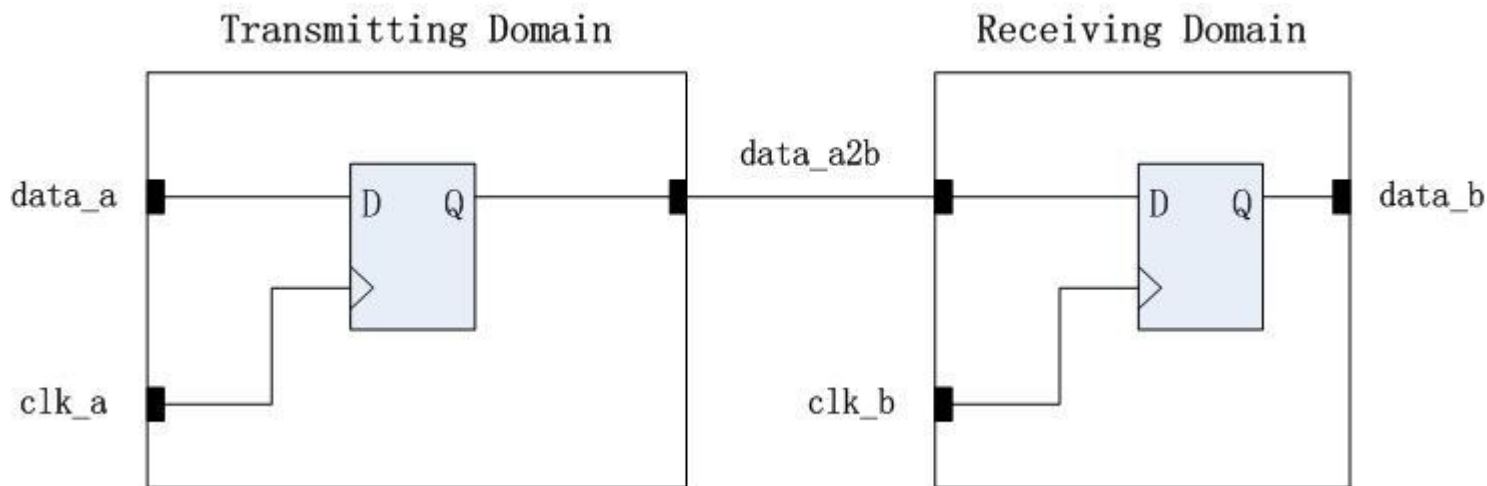 Transmitting Domain
Receiving Domain
data_a2b
data_a
D
Q
D
Q
data_b
clk_a
clk_b